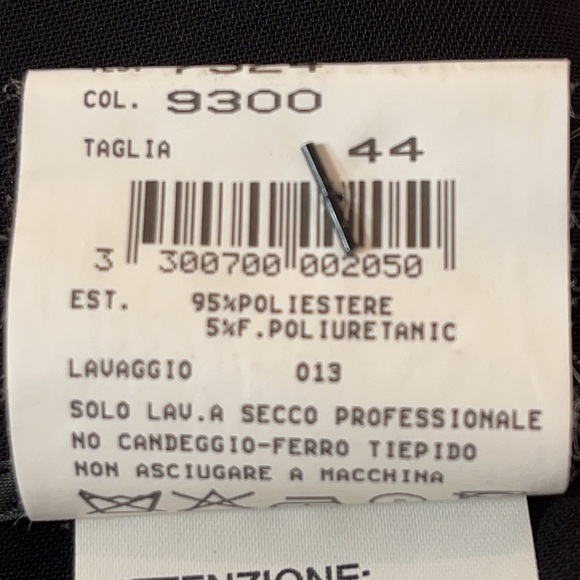 COL. 9300
TAGLIA 44
3 300700 002050
EST. 95%POLIESTERE
5%F.POLIURETANIC
LAVAGGIO 013
SOLO LAV.A SECCO PROFESSIONALE
NO CANDEGGIO-FERRO TIEPIDO
NON ASCIUGARE A MACCHINA